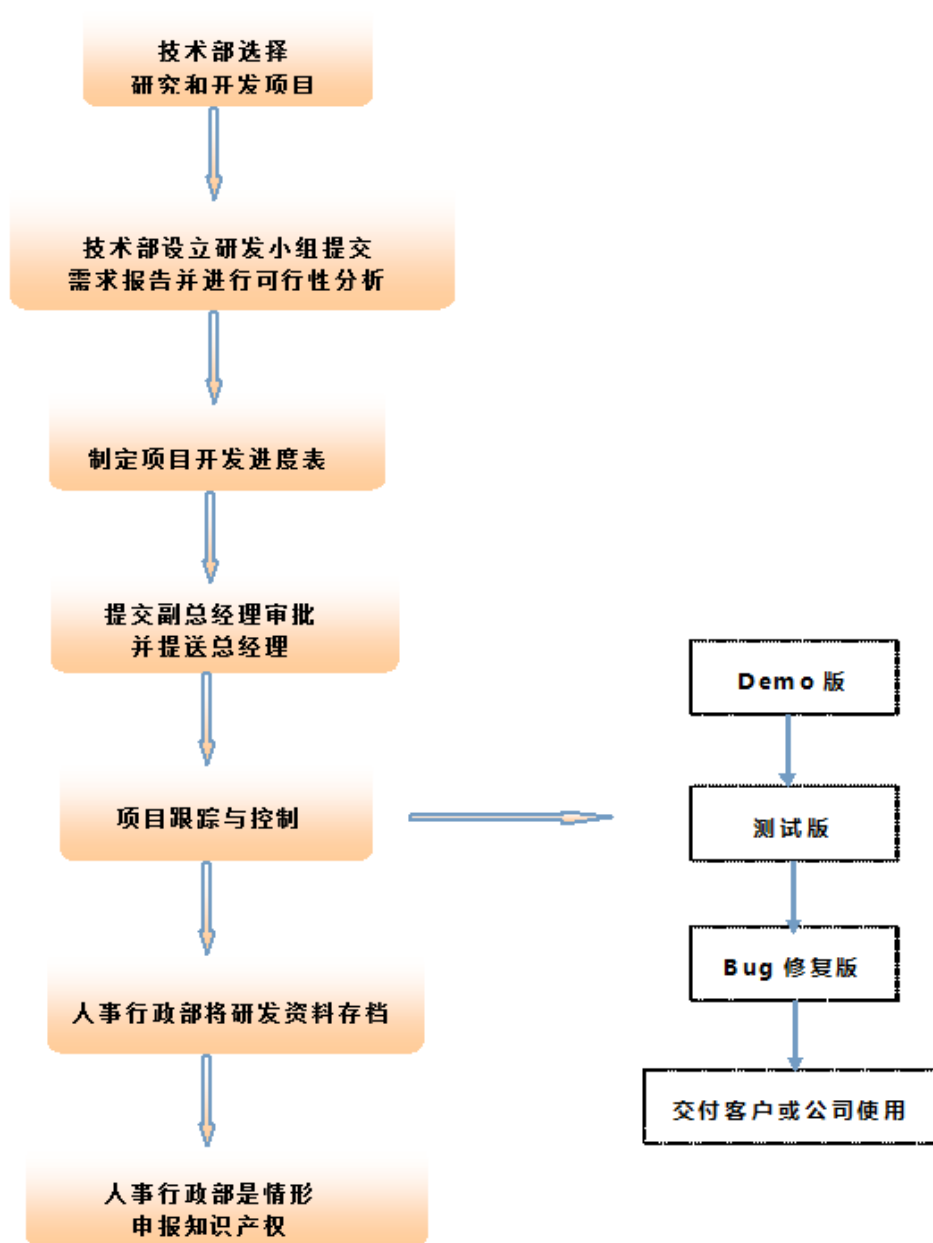 技术部选择
研究和开发项目
技术部设立研发小组提交
需求报告并进行可行性分析
制定项目开发进度表
提交副总经理审批
并提送总经理
项目跟踪与控制
人事行政部将研发资料存档
人事行政部是情形
申报知识产权
Demo 版
测试版
Bug 修复版
交付客户或公司使用